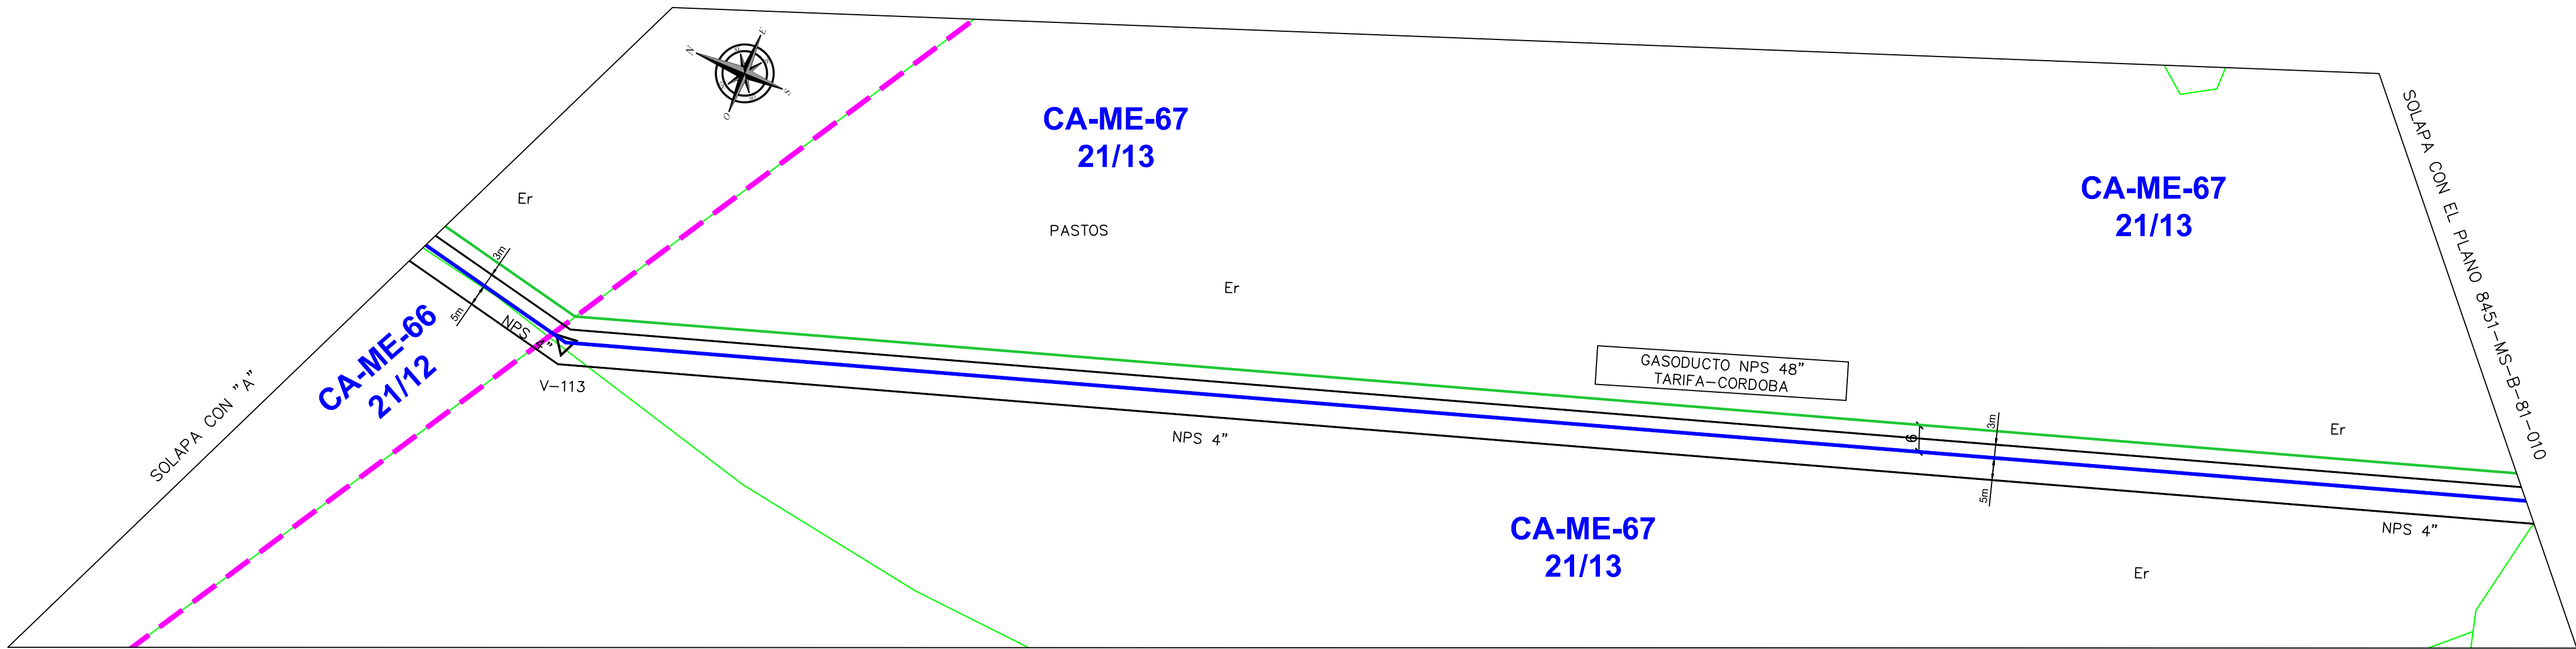 N
E
S
O
CA-ME-67
21/13
CA-ME-67
21/13
SOLAPA CON EL PLANO 8451-MS-B-81-010
Er
PASTOS
Er
3m
5m
NPS 4"
CA-ME-66
21/12
V-113
SOLAPA CON "A"
GASODUCTO NPS 48"
TARIFA-CORDOBA
3m
6
5m
Er
NPS 4"
NPS 4"
CA-ME-67
21/13
Er